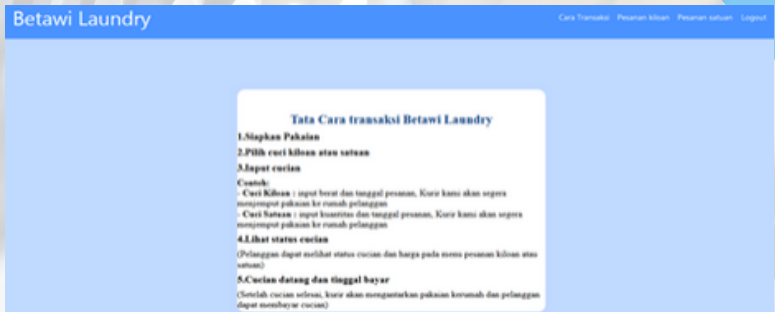 Betawi Laundry
Cara Transaksi Pesanan kiloan Pesanan satuan Logout
Tata Cara transaksi Betawi Laundry
1.Siapkan Pakaian
2.Pilih cuci kiloan atau satuan
3.Input cucian
Contoh:
- Cuci Kiloan : input berat dan tanggal pesanan, Kurir kami akan segera
menjemput pakaian ke rumah pelanggan
- Cuci Satuan : input kuantitas dan tanggal pesanan, Kurir kami akan segera
menjemput pakaian ke rumah pelanggan
4.Lihat status cucian
(Pelanggan dapat melihat status cucian dan harga pada menu pesanan kiloan atau
satuan)
5.Cucian datang dan tinggal bayar
(Setelah cucian selesai, kurir akan mengantarkan pakaian kerumah dan pelanggan
dapat membayar cucian)